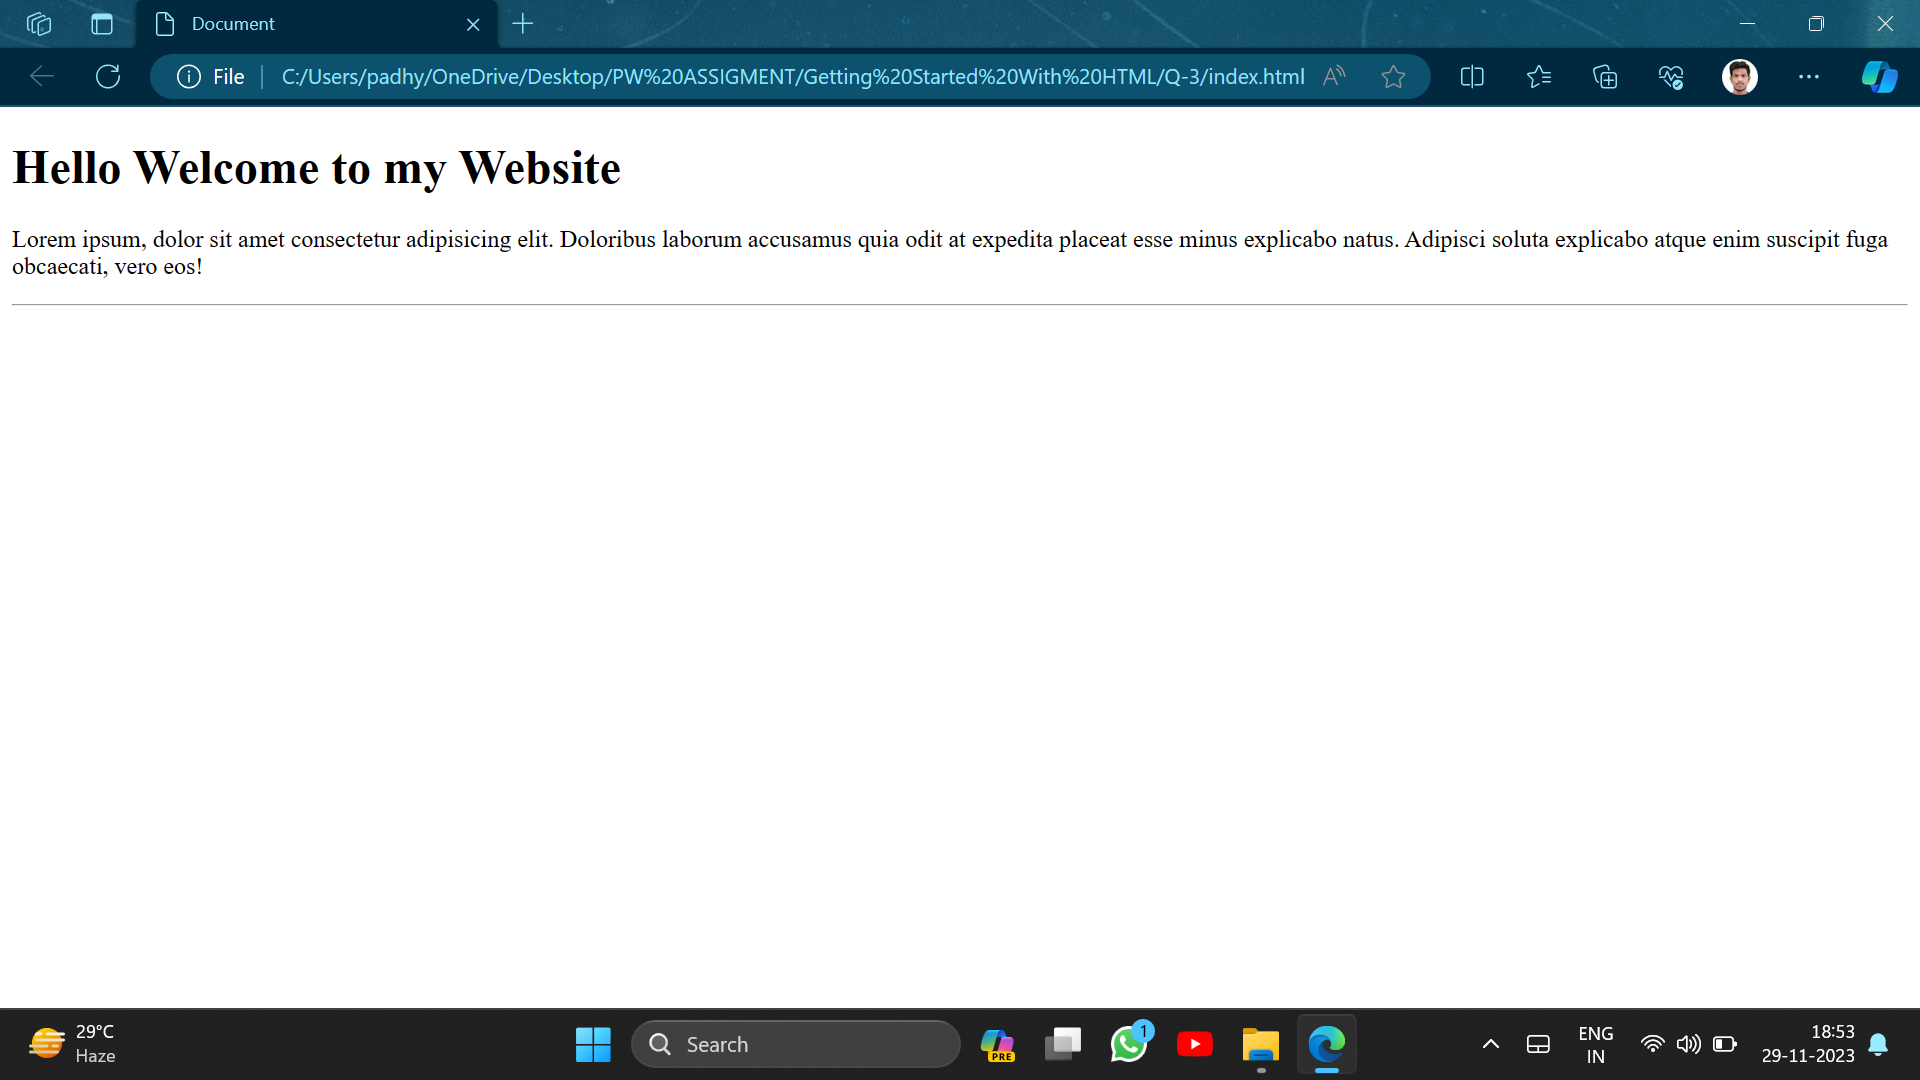 Document
File
C:/Users/padhy/OneDrive/Desktop/PW%20ASSIGMENT/Getting%20Started%20With%20HTML/Q-3/index.html
Hello Welcome to my Website
Lorem ipsum, dolor sit amet consectetur adipisicing elit. Doloribus laborum accusamus quia odit at expedita placeat esse minus explicabo natus. Adipisci soluta explicabo atque enim suscipit fuga
obcaecati, vero eos!
29°C
Haze
Search
PRE
1
ENG
IN
18:53
29-11-2023